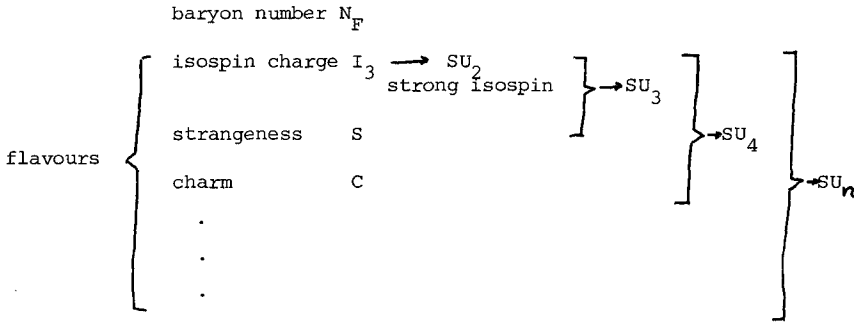 baryon number N_F
isospin charge I_3 → SU_2
strong isospin → SU_3
strangeness S
→ SU_4
flavours
charm C
→ SU_n
.
.
.